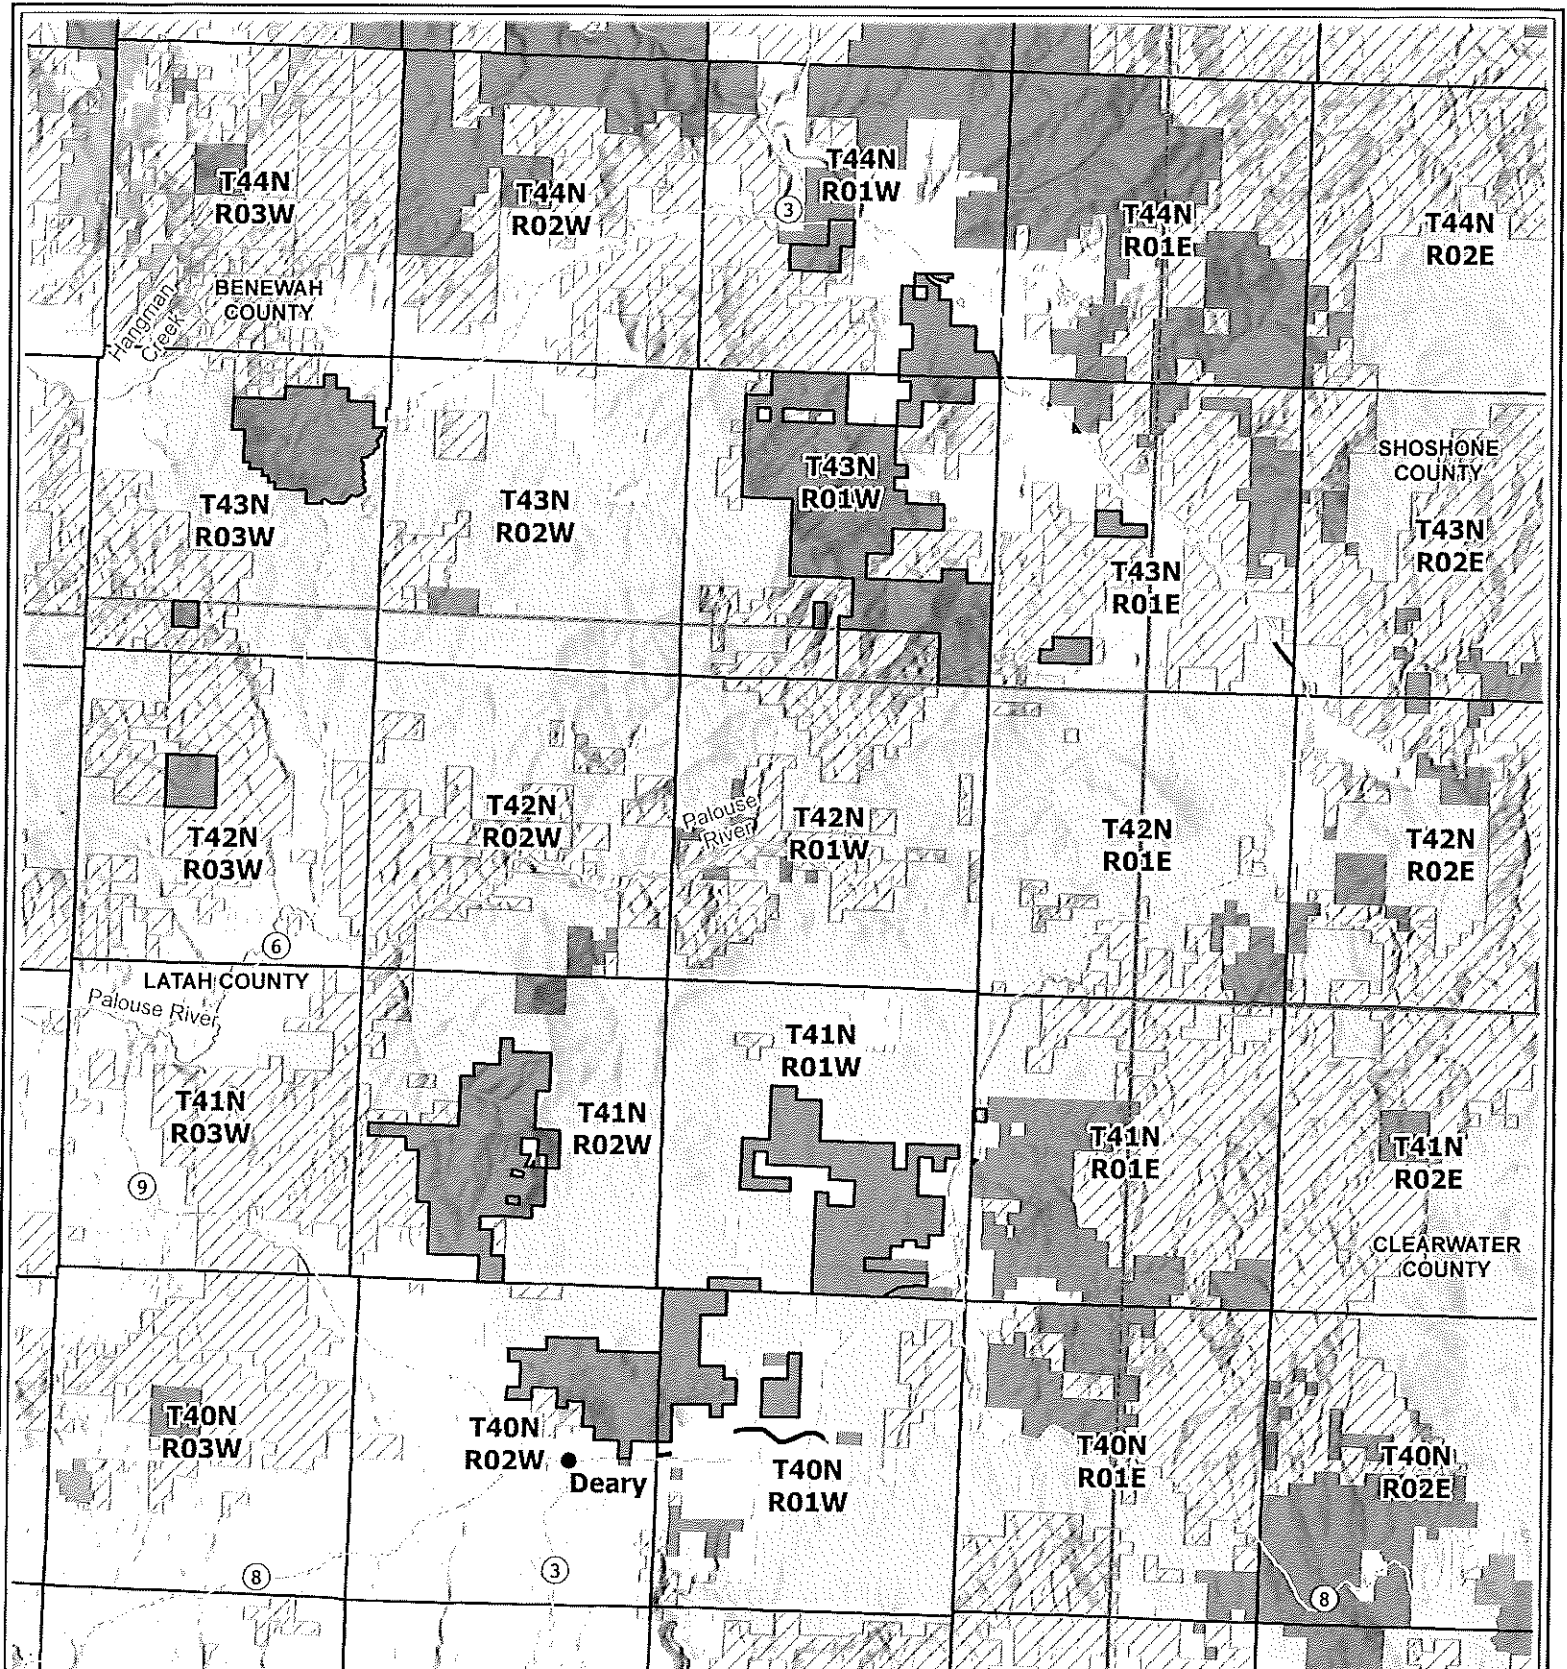 T44N
R03W
T44N
R02W
T44N
R01W
3
T44N
R01E
T44N
R02E
BENEWAH
COUNTY
Hangman
Creek
T43N
R03W
T43N
R02W
T43N
R01W
T43N
R01E
SHOSHONE
COUNTY
T43N
R02E
T42N
R03W
T42N
R02W
Palouse
River
T42N
R01W
T42N
R01E
T42N
R02E
6
LATAH COUNTY
Palouse River
T41N
R03W
9
T41N
R02W
T41N
R01W
T41N
R01E
T41N
R02E
CLEARWATER
COUNTY
T40N
R03W
T40N
R02W
Deary
T40N
R01W
T40N
R01E
T40N
R02E
8
3
8